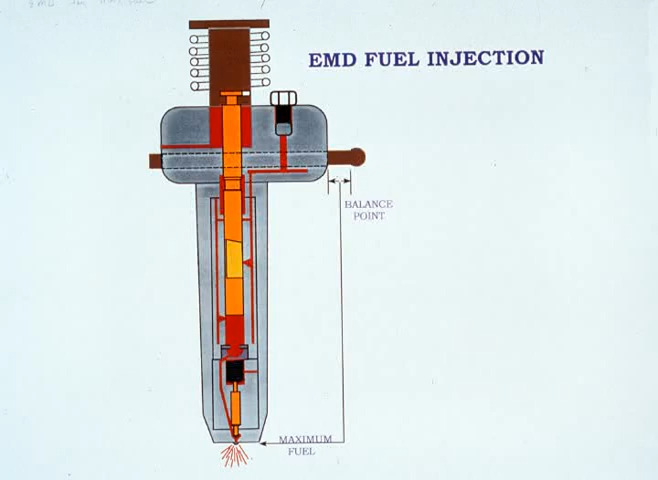 EMD FUEL INJECTION
BALANCE
POINT
MAXIMUM
FUEL